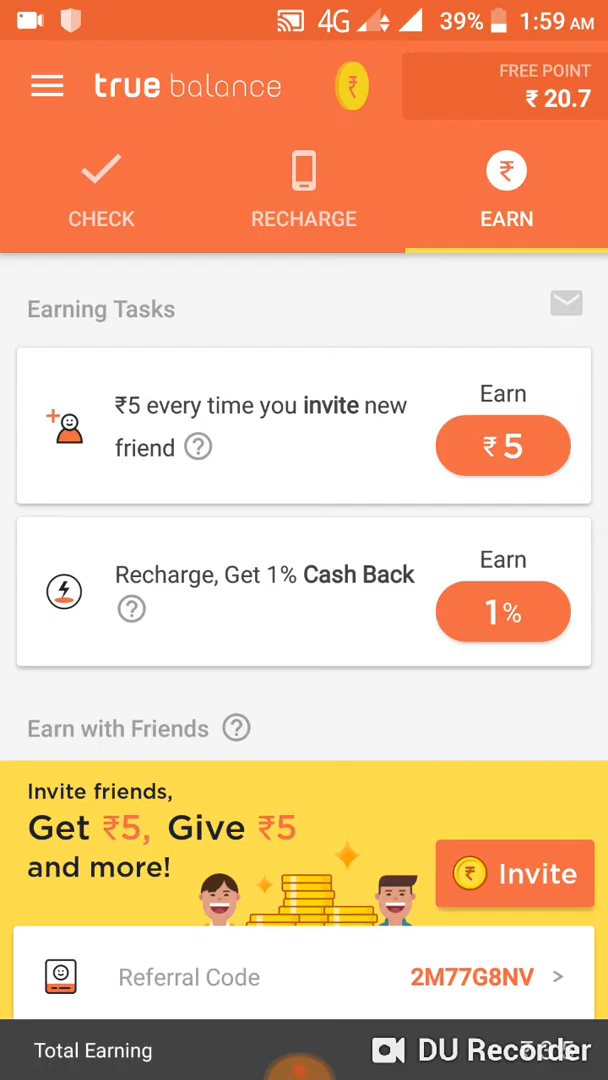 4G 39% 1:59 AM
true balance
FREE POINT
₹ 20.7
CHECK RECHARGE EARN
Earning Tasks
₹5 every time you invite new
friend
Earn
₹ 5
Recharge, Get 1% Cash Back
Earn
1%
Earn with Friends
Invite friends,
Get ₹5, Give ₹5
and more!
Invite
Referral Code 2M77G8NV >
Total Earning
DU Recorder